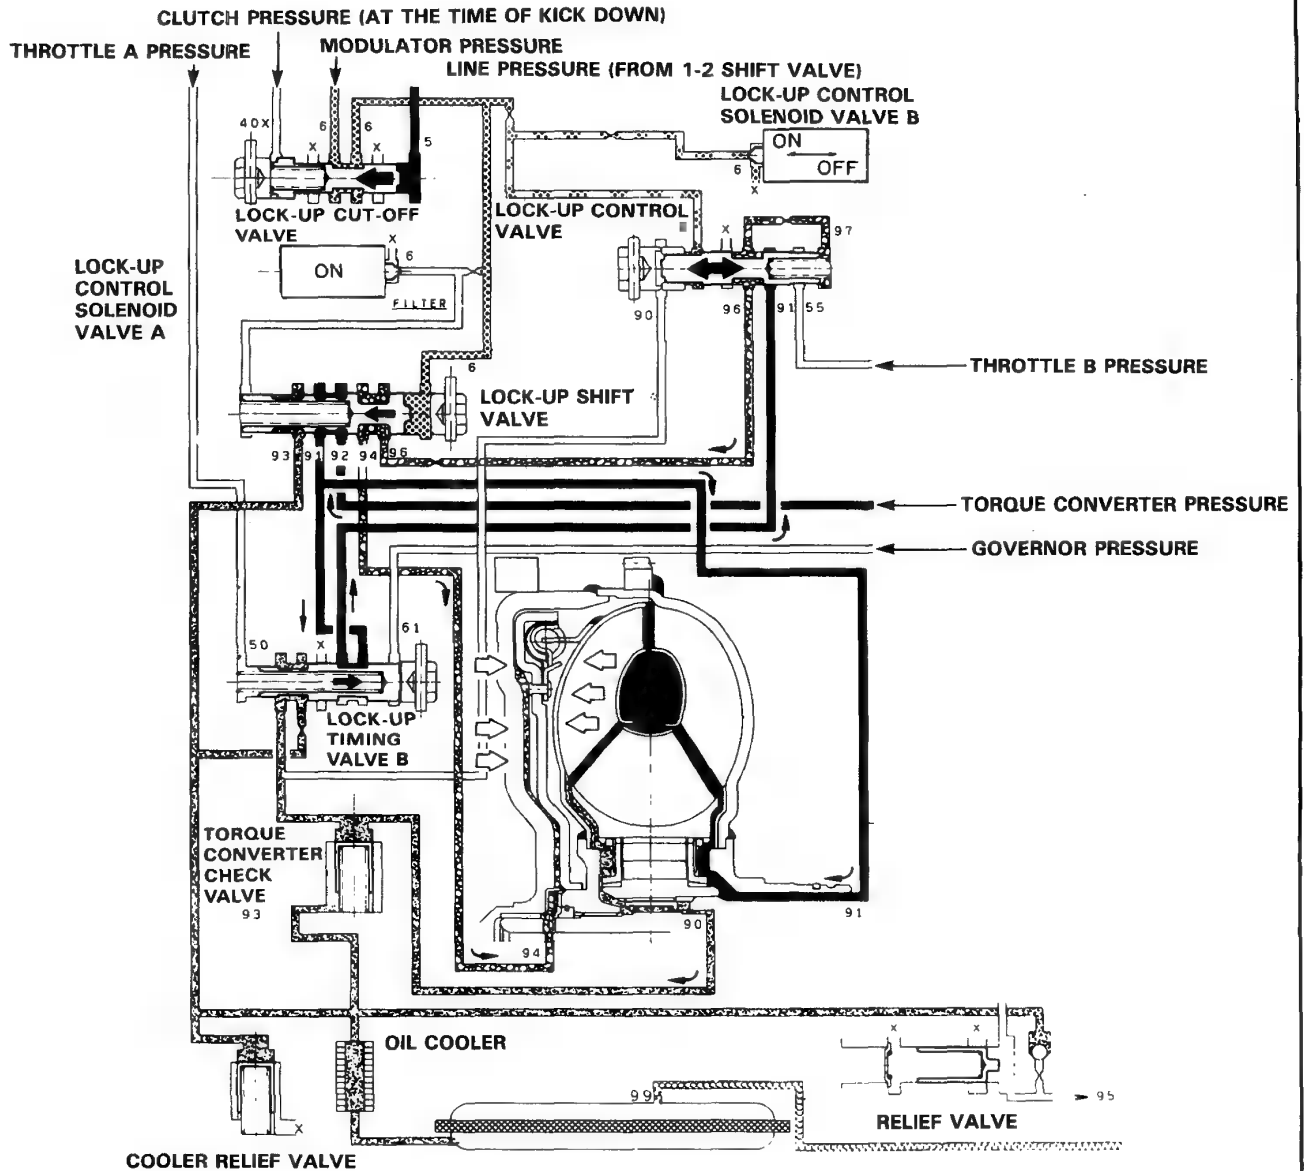 CLUTCH PRESSURE (AT THE TIME OF KICK DOWN)
THROTTLE A PRESSURE
MODULATOR PRESSURE
LINE PRESSURE (FROM 1-2 SHIFT VALVE)
LOCK-UP CONTROL
SOLENOID VALVE B
40X
6
6
5
X
X
ON
OFF
6
X
LOCK-UP CUT-OFF
VALVE
LOCK-UP CONTROL
VALVE
X
97
X
6
ON
FILTER
LOCK-UP
CONTROL
SOLENOID
VALVE A
90
96
91
55
THROTTLE B PRESSURE
6
LOCK-UP SHIFT
VALVE
93
91
92
94
96
TORQUE CONVERTER PRESSURE
GOVERNOR PRESSURE
50
X
61
LOCK-UP
TIMING
VALVE B
TORQUE
CONVERTER
CHECK
VALVE
93
91
90
94
OIL COOLER
X
X
99
95
RELIEF VALVE
X
COOLER RELIEF VALVE